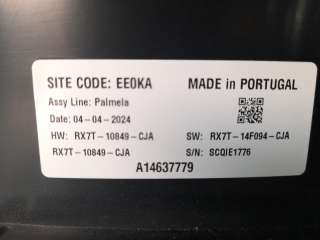 SITE CODE: EE0KA MADE in PORTUGAL
Assy Line: Palmela
Date: 04-04-2024
HW: RX7T-10849-CJA SW: RX7T-14F094-CJA
RX7T-10849-CJA S/N: SCQIE1776
A14637779